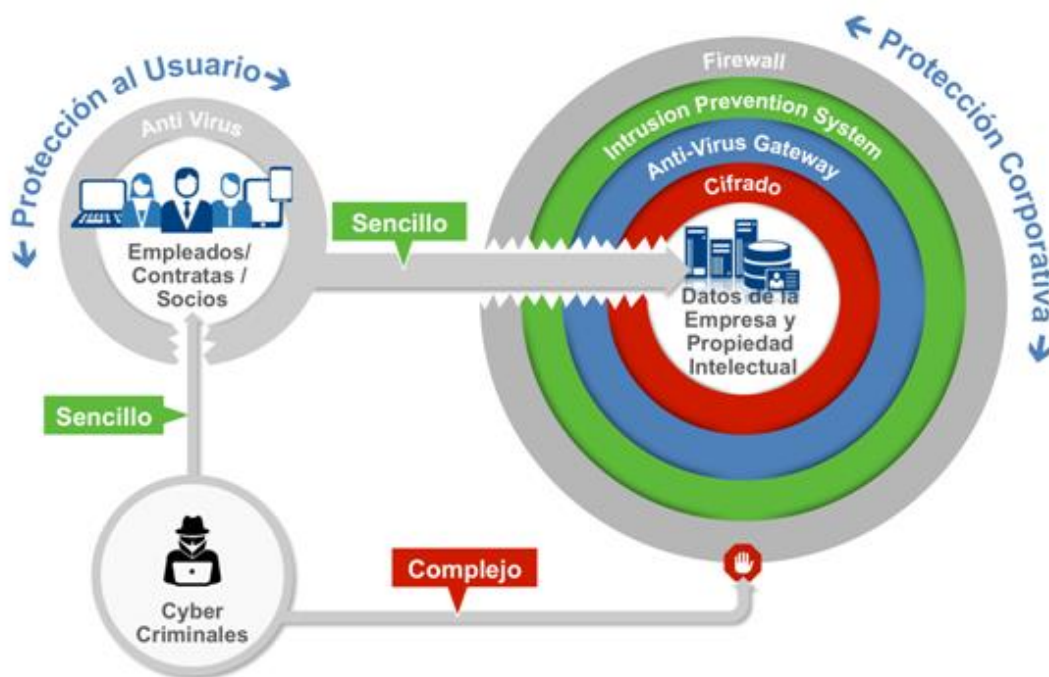 Protección al Usuario
Anti Virus
Empleados/
Contratas /
Socios
Sencillo
Sencillo
Cyber
Criminales
Complejo
Protección Corporativa
Firewall
Intrusion Prevention System
Anti-Virus Gateway
Cifrado
Datos de la
Empresa y
Propiedad
Intelectual